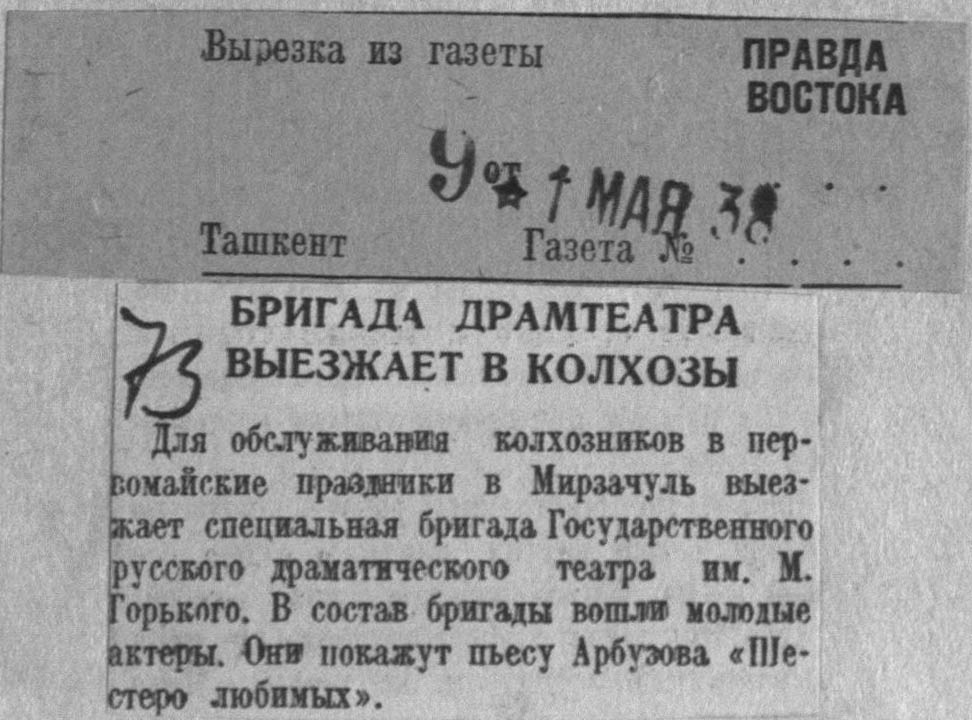 Вырезка из газеты
ПРАВДА
ВОСТОКА
У от 1 МАЯ 38 . . .
Ташкент Газета № . . . .
73
БРИГАДА ДРАМТЕАТРА
ВЫЕЗЖАЕТ В КОЛХОЗЫ
Для обслуживания колхозников в пер-
вомайские праздники в Мирзачуль выез-
жает специальная бригада Государственного
русского драматического театра им. М.
Горького. В состав бригады вошли молодые
актеры. Они покажут пьесу Арбузова «Ше-
стеро любимых».